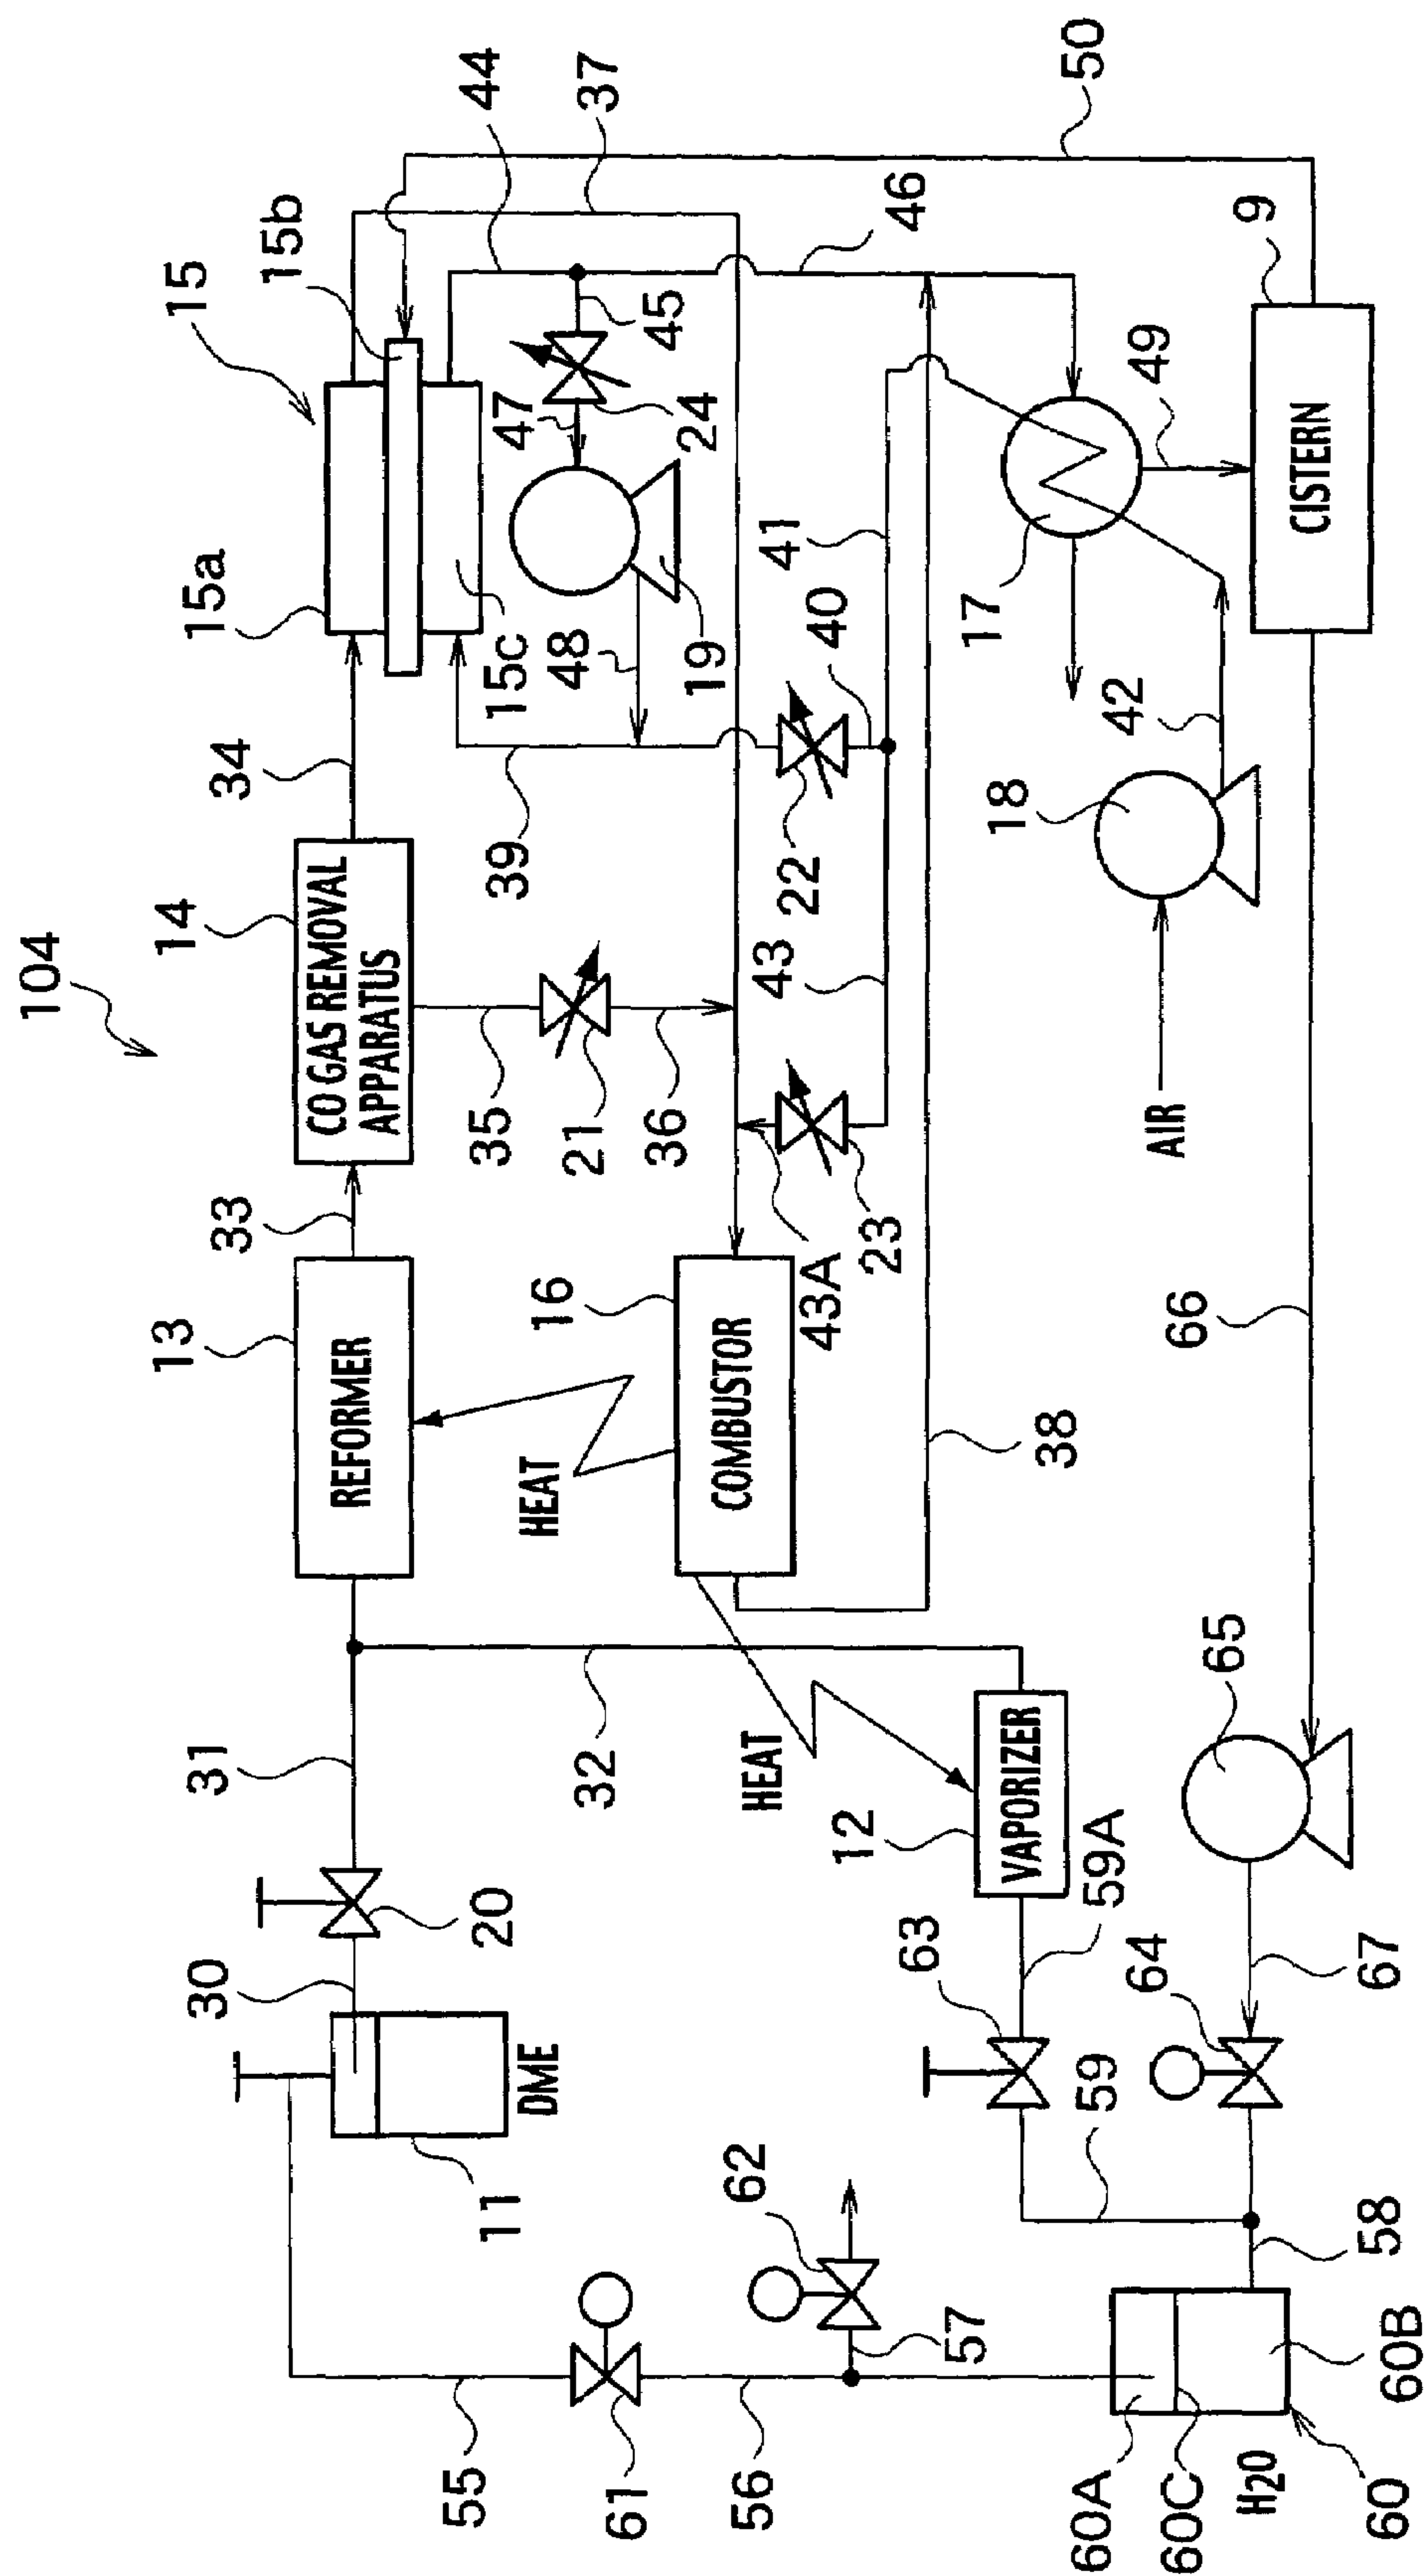 104
13
33
14
34
15a
15
15b
44
37
50
REFORMER
CO GAS REMOVAL
APPARATUS
31
30
20
11
DME
55
61
56
62
57
32
HEAT
16
COMBUSTOR
35
21
36
39
15c
48
19
47
24
45
46
HEAT
12
VAPORIZER
59A
63
59
43A
23
43
22
40
41
38
17
49
9
CISTERN
18
42
AIR
66
65
67
64
58
60A
60C
60B
H2O
60